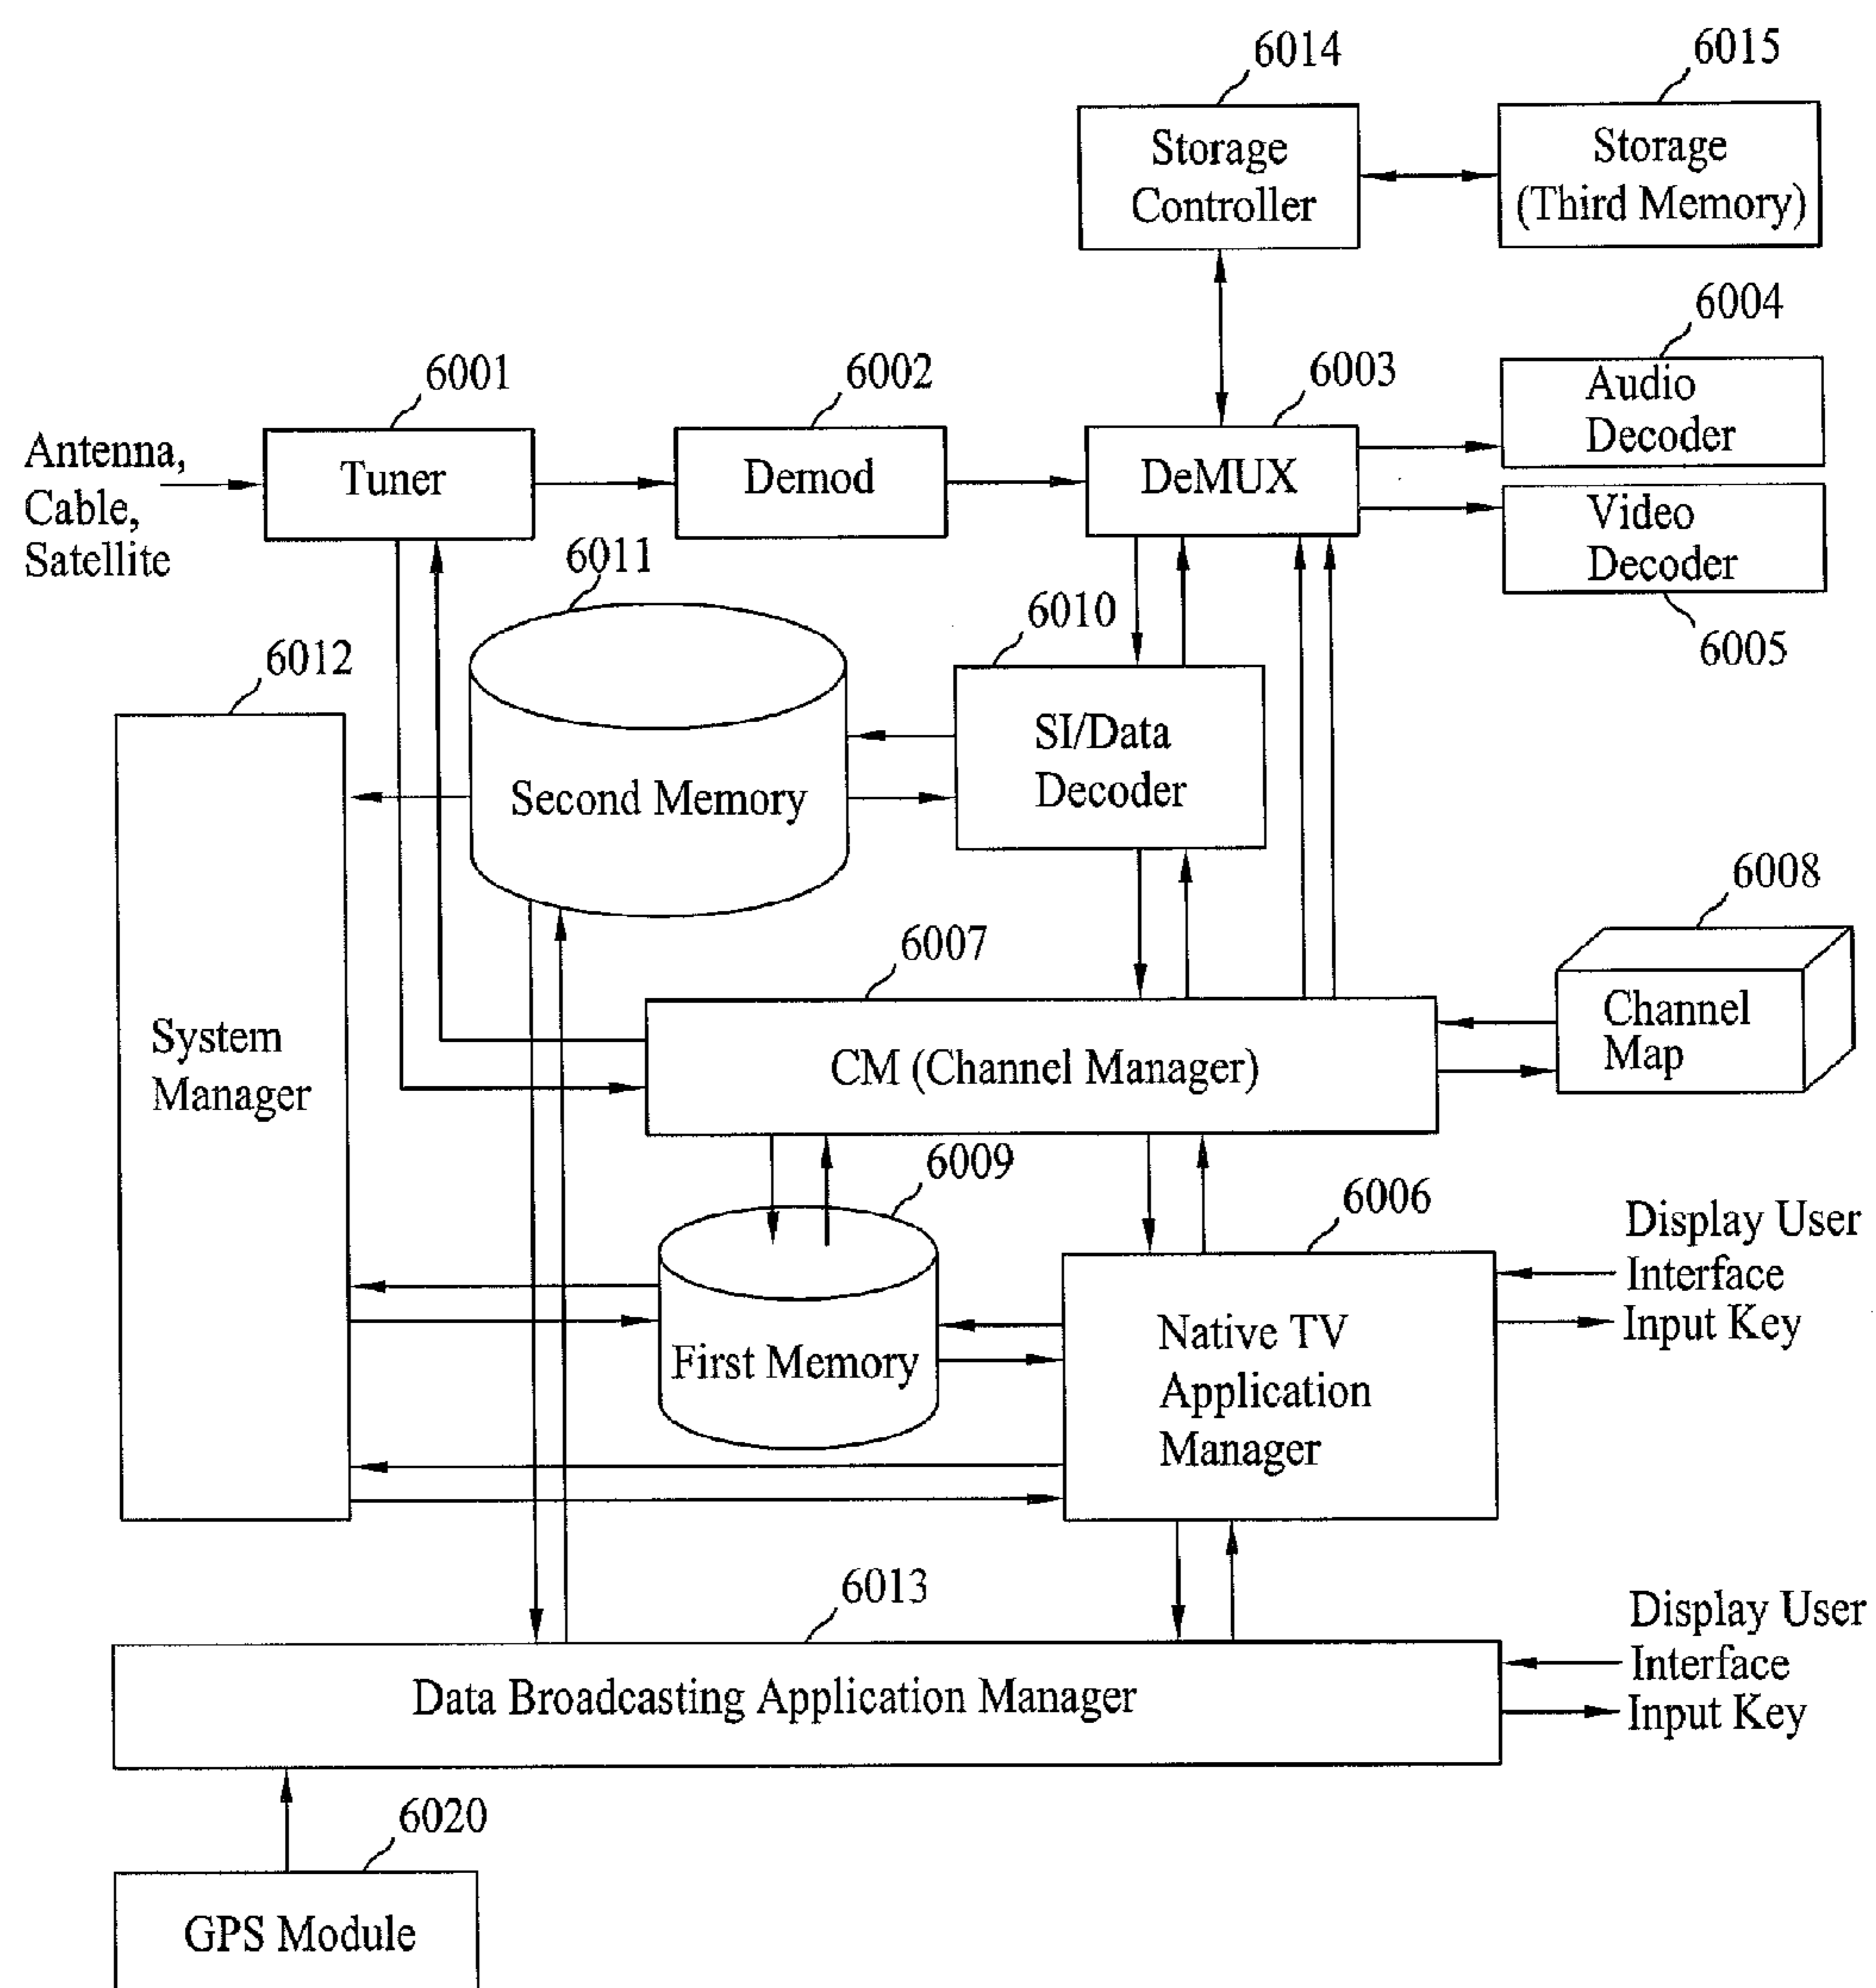 6014
6015
Storage
Controller
Storage
(Third Memory)
6004
6001
6002
6003
Audio
Decoder
Antenna,
Cable,
Satellite
Tuner
Demod
DeMUX
Video
Decoder
6005
6011
6010
6012
Second Memory
SI/Data
Decoder
6008
6007
System
Manager
CM (Channel Manager)
Channel
Map
6009
6006
Display User
Interface
Input Key
First Memory
Native TV
Application
Manager
6013
Display User
Interface
Input Key
Data Broadcasting Application Manager
6020
GPS Module